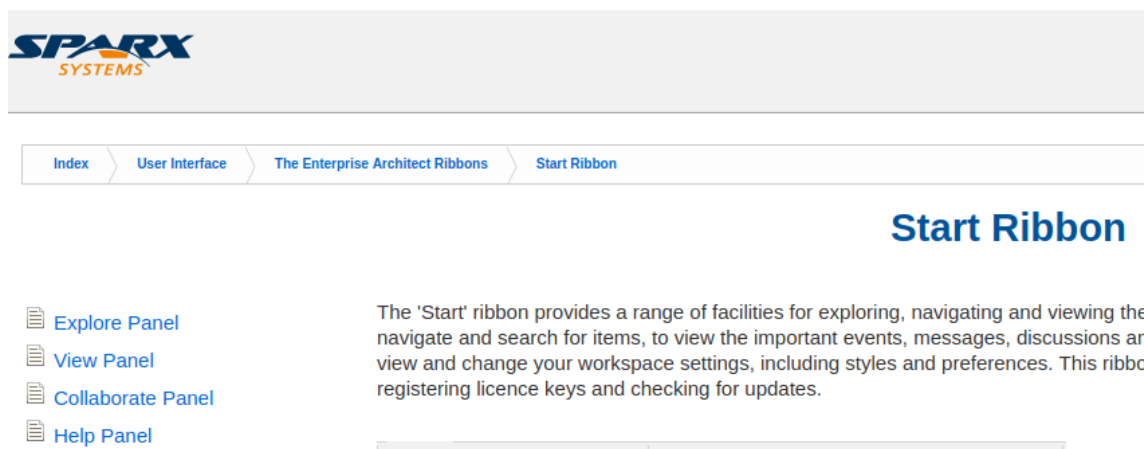 SPARX
SYSTEMS
Index User Interface The Enterprise Architect Ribbons Start Ribbon
Start Ribbon
Explore Panel
View Panel
Collaborate Panel
Help Panel
The 'Start' ribbon provides a range of facilities for exploring, navigating and viewing the
navigate and search for items, to view the important events, messages, discussions
view and change your workspace settings, including styles and preferences. This
registering licence keys and checking for updates.